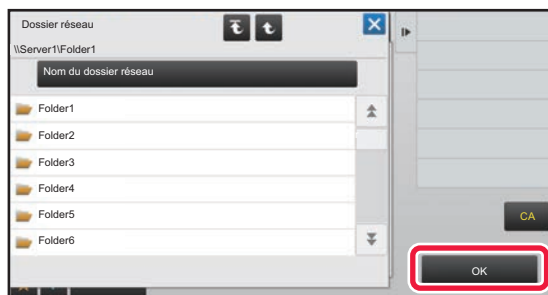 Dossier réseau
\\Server1\Folder1
Nom du dossier réseau
Folder1
Folder2
Folder3
Folder4
Folder5
Folder6
CA
OK